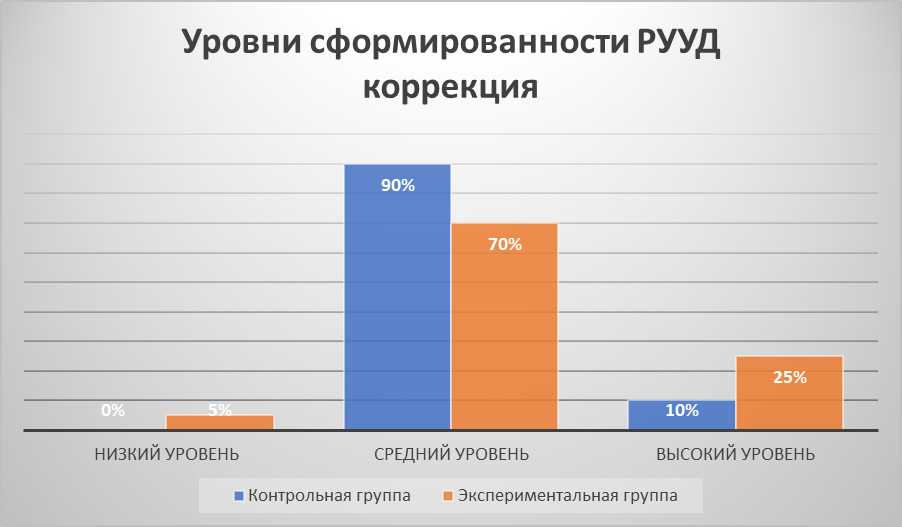 Уровни сформированности РУУД
коррекция
90%
70%
25%
0%
5%
10%
НИЗКИЙ УРОВЕНЬ
СРЕДНИЙ УРОВЕНЬ
ВЫСОКИЙ УРОВЕНЬ
Контрольная группа
Экспериментальная группа